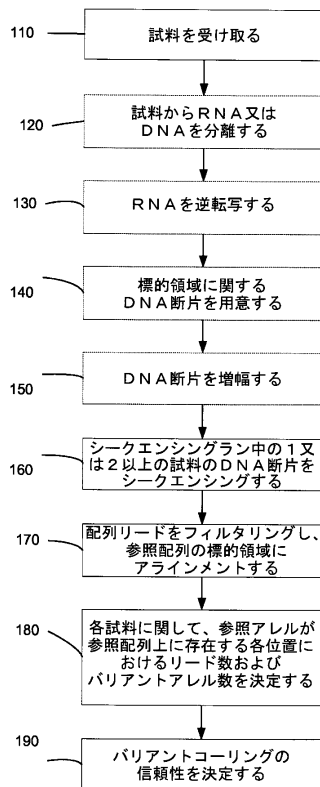 110
試料を受け取る
120
試料からRNA又は
DNAを分離する
130
RNAを逆転写する
140
標的領域に関する
DNA断片を用意する
150
DNA断片を増幅する
160
シークエンシングラン中の1又
は2以上の試料のDNA断片を
シークエンシングする
170
配列リードをフィルタリングし、
参照配列の標的領域に
アラインメントする
180
各試料に関して、参照アレルが
参照配列上に存在する各位置に
おけるリード数および
バリアントアレル数を決定する
190
バリアントコーリングの
信頼性を決定する